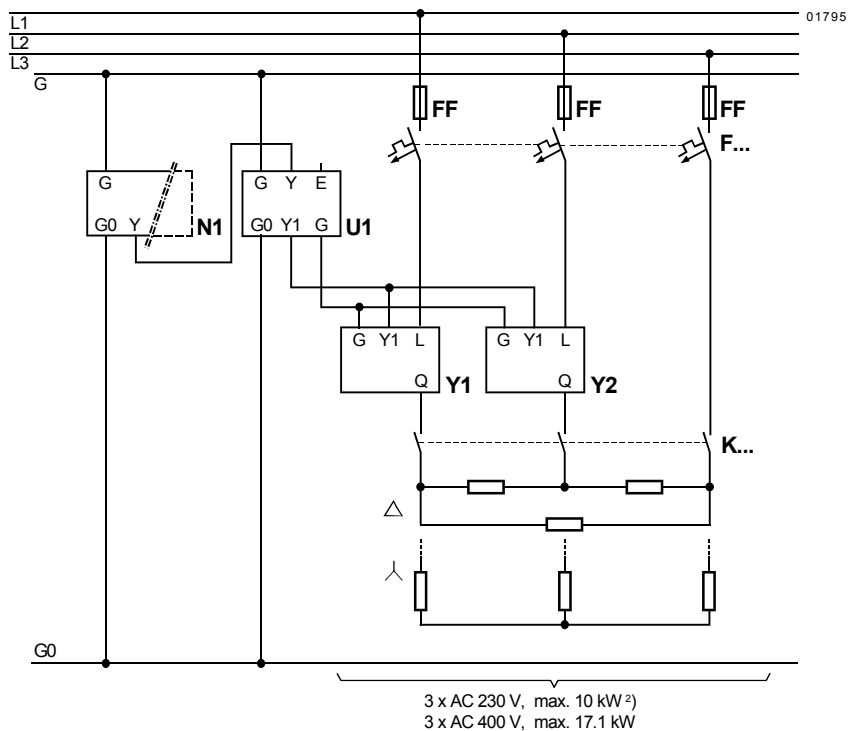 01795
L1
L2
L3
G
FF FF FF
F...
G G Y E
G0 Y N1 G0 Y1 G U1
G Y1 L G Y1 L
Q Y1 Q Y2
K...
G0
3 x AC 230 V, max. 10 kW ²)
3 x AC 400 V, max. 17.1 kW